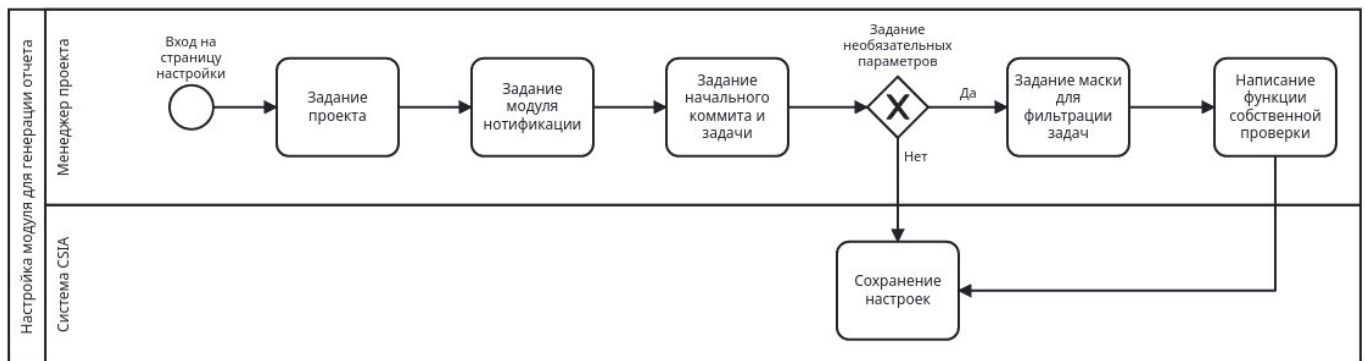 Настройка модуля для генерации отчета
Менеджер проекта
Вход на
страницу
настройки
Задание
проекта
Задание
модуля
нотификации
Задание
начального
коммита и
задачи
Задание
необязательных
параметров
Да
Нет
Задание маски
для
фильтрации
задач
Написание
функции
собственной
проверки
Система CSIA
Сохранение
настроек